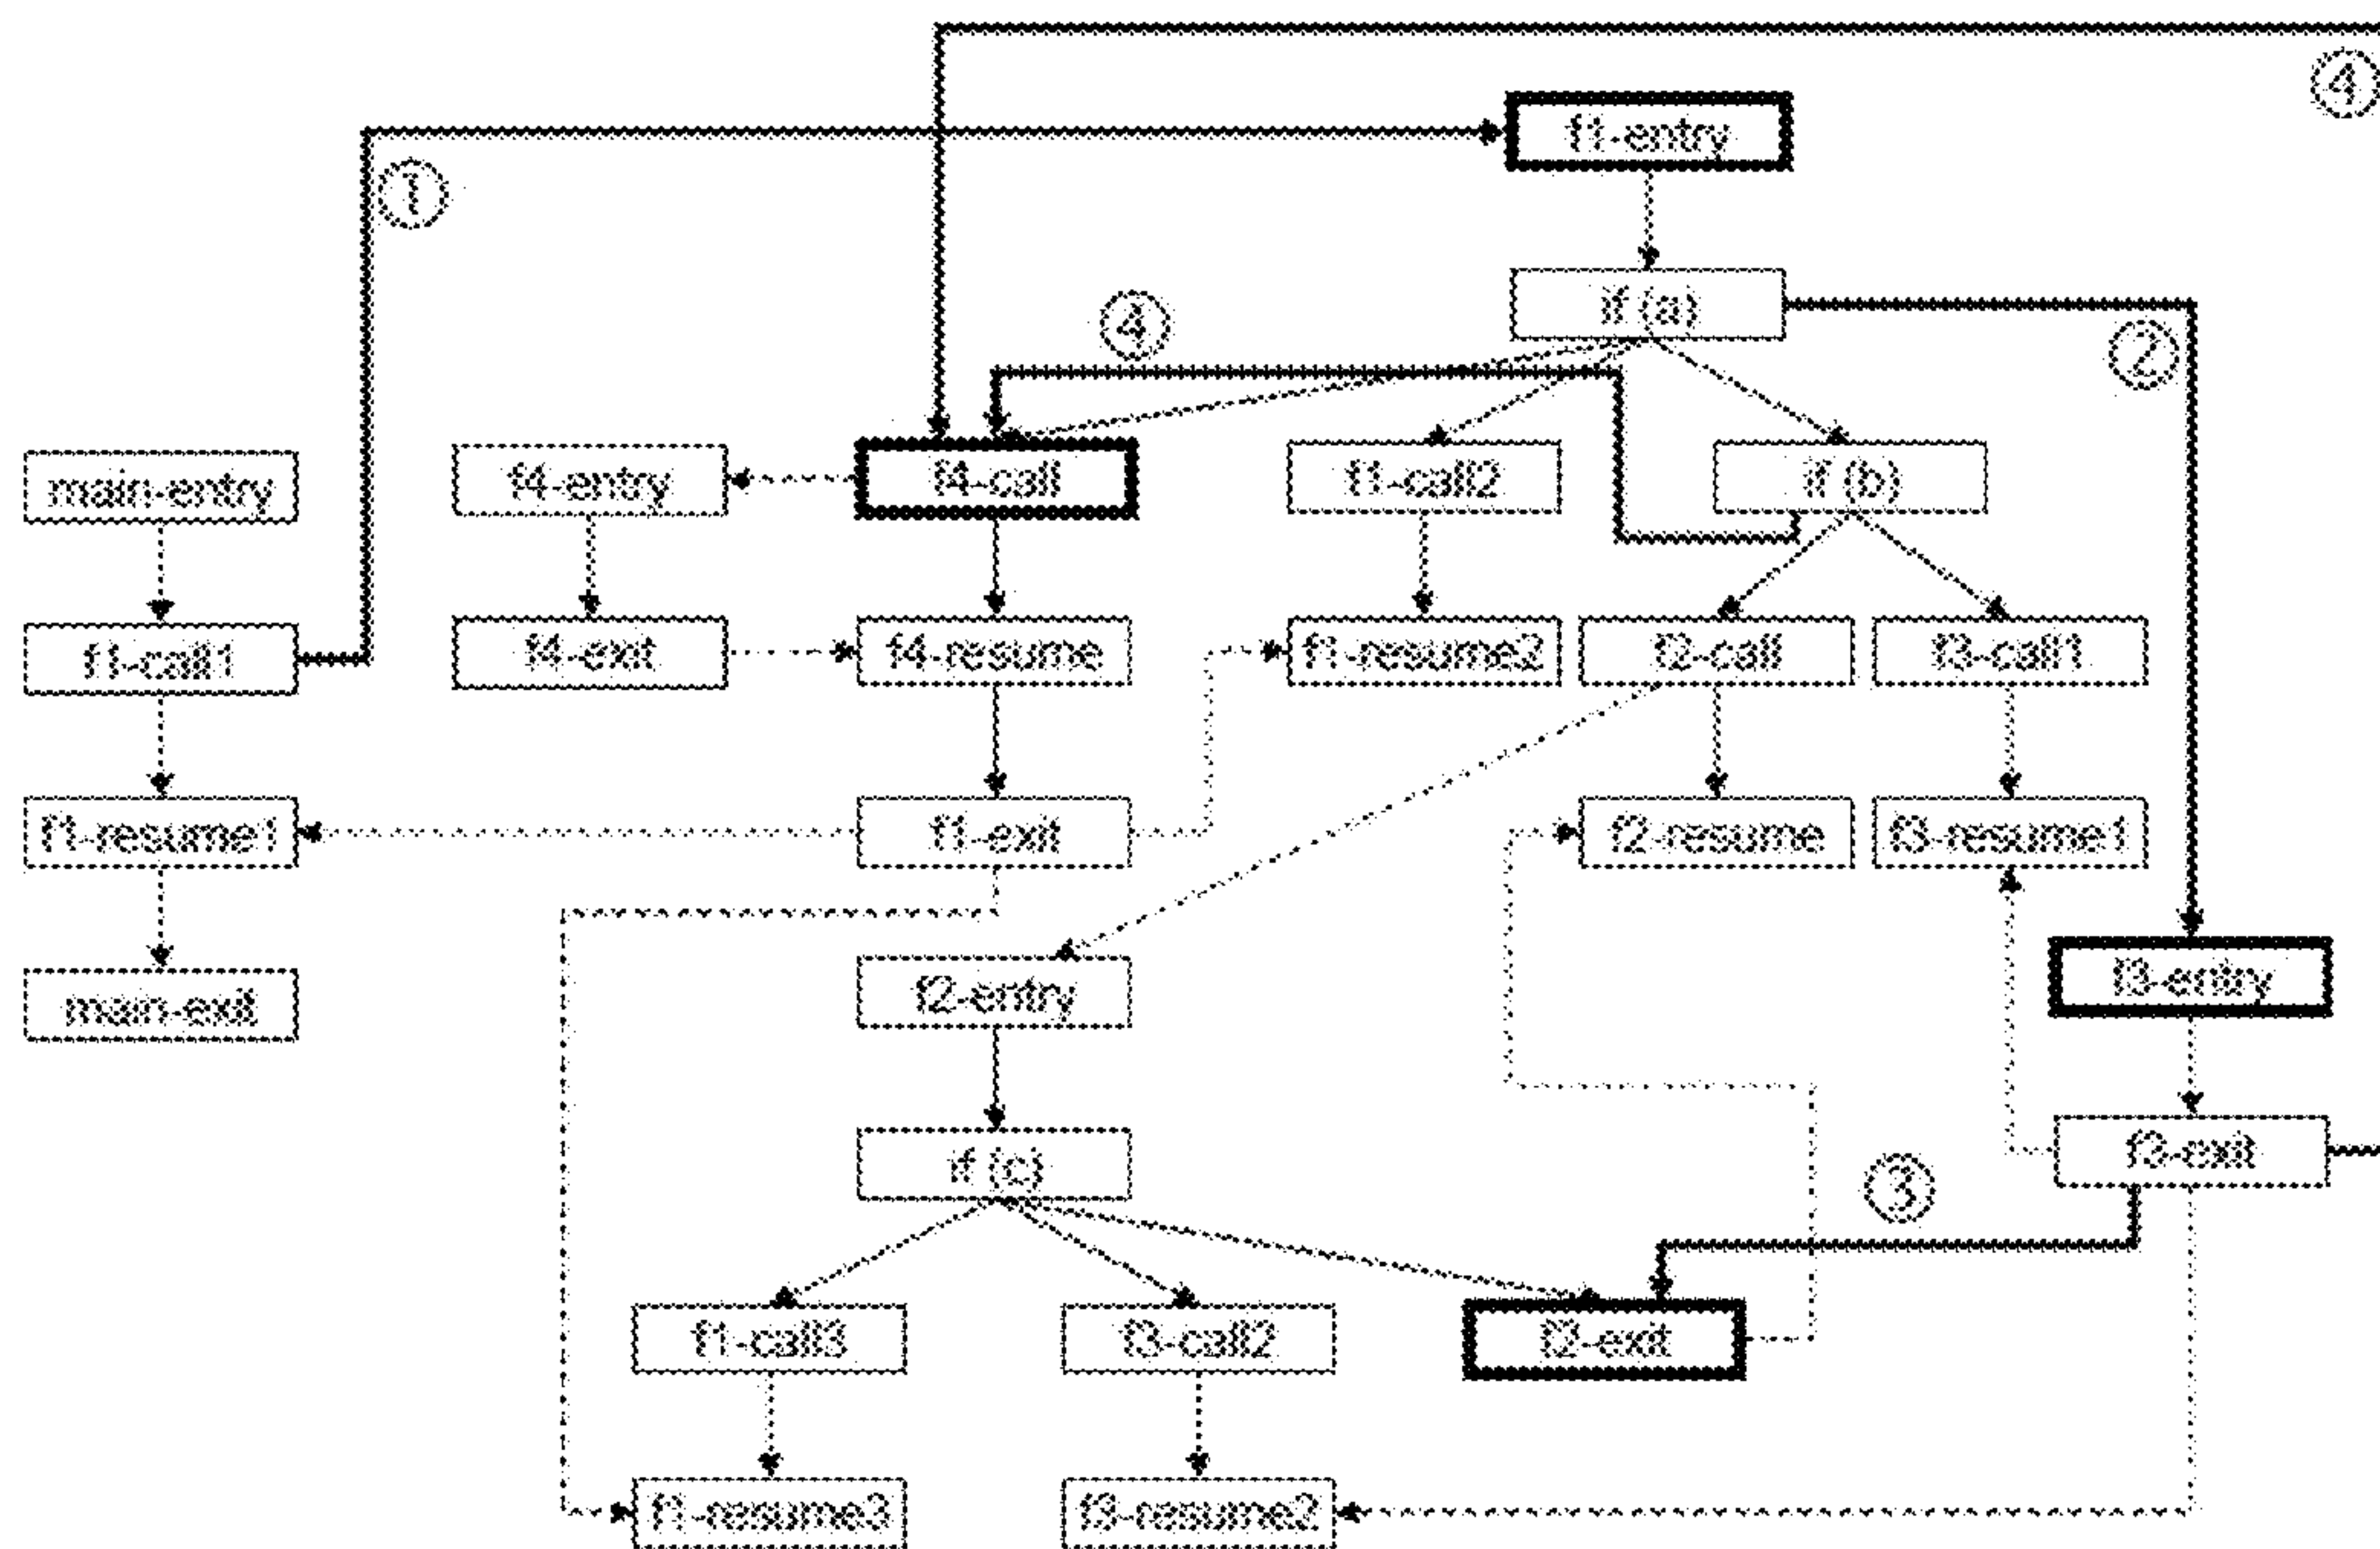 ④
f1-entry
①
if (a)
④
②
main-entry
f4-entry
f4-call
f1-call2
if (b)
f1-call1
f4-exit
f4-resume
f1-resume2
f2-call
f3-call1
f1-resume1
f1-exit
f2-resume
f3-resume1
main-exit
f2-entry
f3-entry
if (c)
f3-exit
③
f1-call3
f3-call2
f2-exit
f1-resume3
f3-resume2